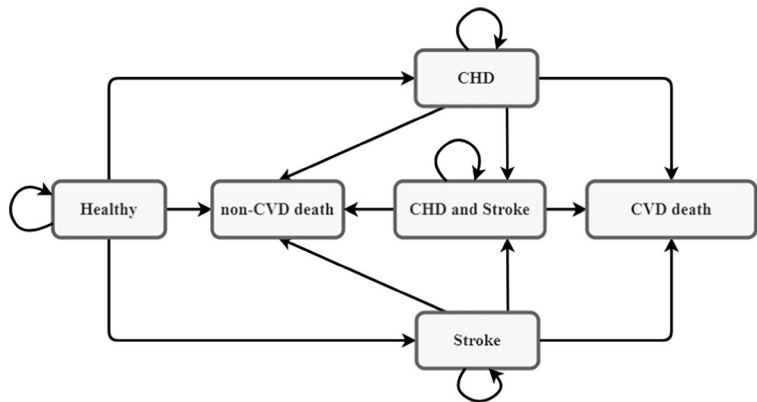 CHD
Healthy
non-CVD death
CHD and Stroke
CVD death
Stroke